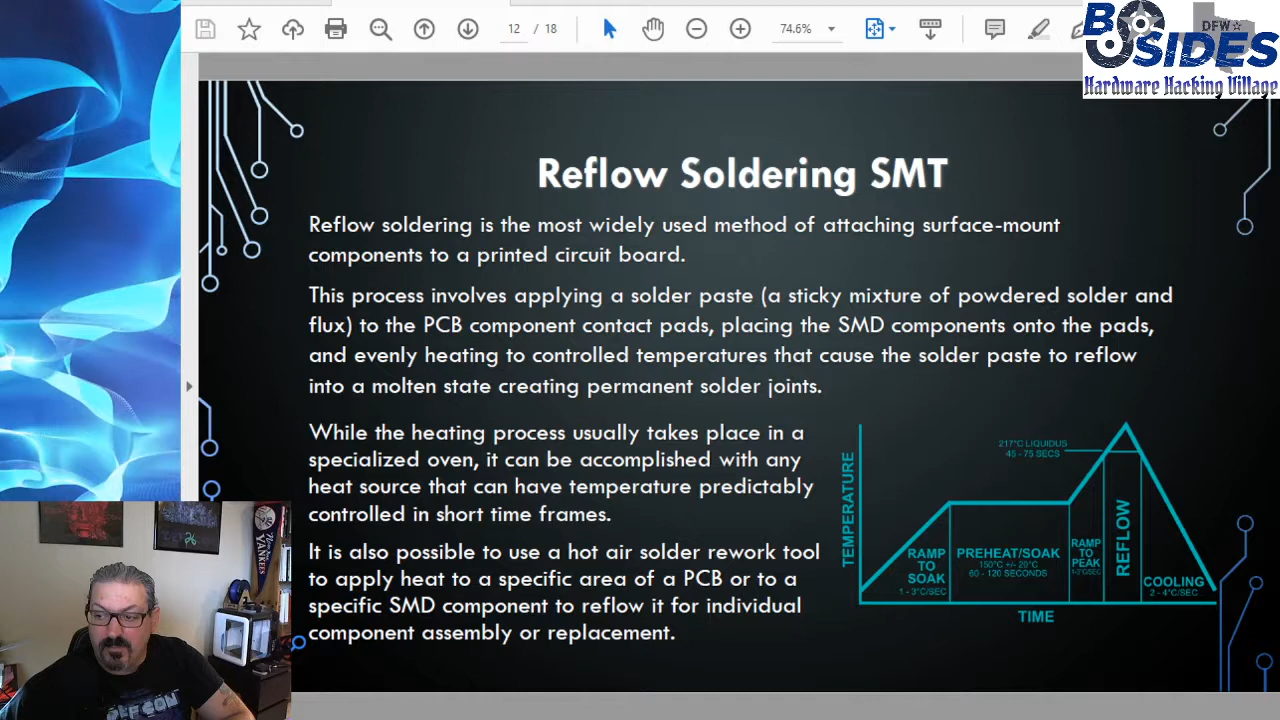 12 / 18
74.6%
B SIDES
DFW
Hardware Hacking Village
Reflow Soldering SMT
Reflow soldering is the most widely used method of attaching surface-mount
components to a printed circuit board.
This process involves applying a solder paste (a sticky mixture of powdered solder and
flux) to the PCB component contact pads, placing the SMD components onto the pads,
and evenly heating to controlled temperatures that cause the solder paste to reflow
into a molten state creating permanent solder joints.
While the heating process usually takes place in a
specialized oven, it can be accomplished with any
heat source that can have temperature predictably
controlled in short time frames.
It is also possible to use a hot air solder rework tool
to apply heat to a specific area of a PCB or to a
specific SMD component to reflow it for individual
component assembly or replacement.
TEMPERATURE
217°C LIQUIDUS
45 - 75 SECS
RAMP
TO
SOAK
1 - 3°C/SEC
PREHEAT/SOAK
150°C +/- 20°C
60 - 120 SECONDS
RAMP
TO
PEAK
1-3°C/SEC
REFLOW
COOLING
2 - 4°C/SEC
TIME
YANKEES
DEFCON